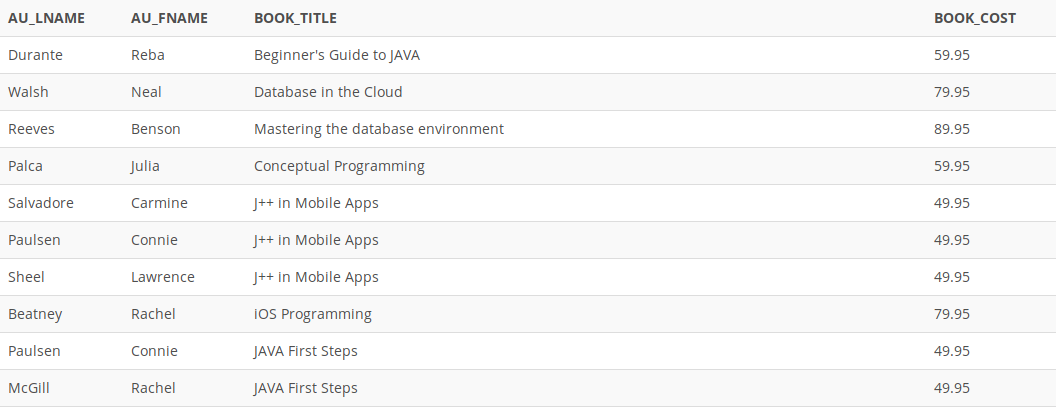 AU_LNAME AU_FNAME BOOK_TITLE BOOK_COST
Durante Reba Beginner's Guide to JAVA 59.95
Walsh Neal Database in the Cloud 79.95
Reeves Benson Mastering the database environment 89.95
Palca Julia Conceptual Programming 59.95
Salvadore Carmine J++ in Mobile Apps 49.95
Paulsen Connie J++ in Mobile Apps 49.95
Sheel Lawrence J++ in Mobile Apps 49.95
Beatney Rachel iOS Programming 79.95
Paulsen Connie JAVA First Steps 49.95
McGill Rachel JAVA First Steps 49.95